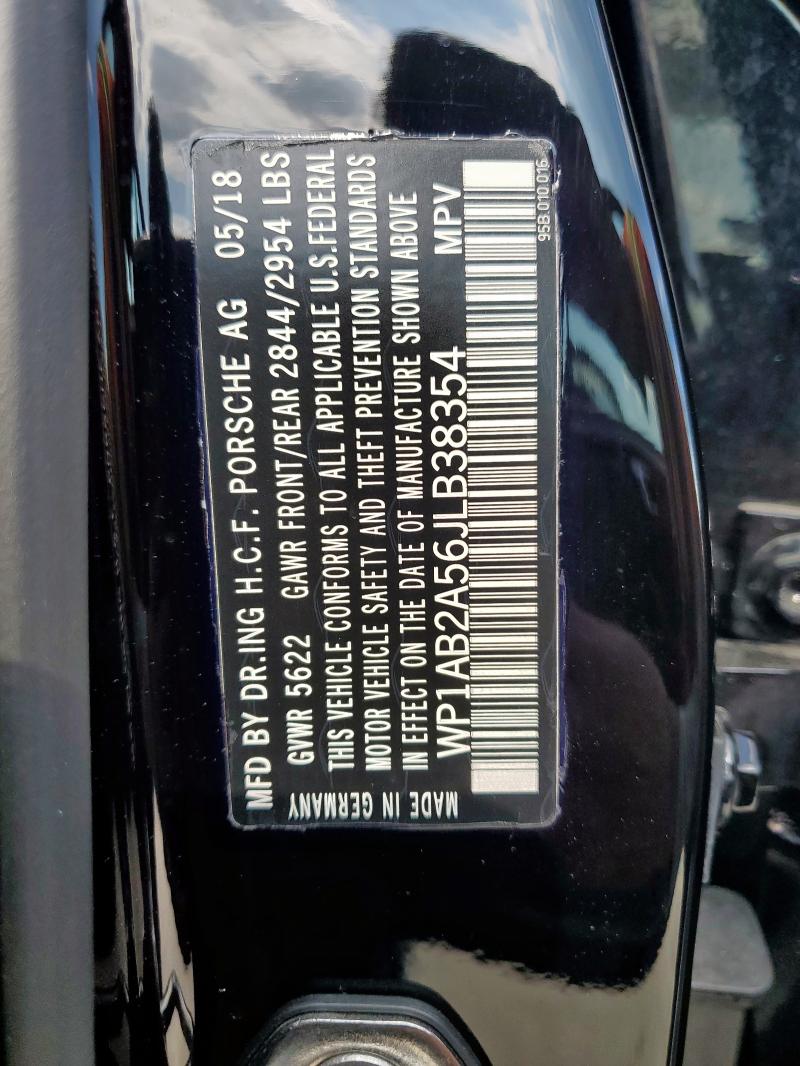 MFD BY DR.ING H.C.F. PORSCHE AG 05/18
GVWR 5622 GAWR FRONT/REAR 2844/2954 LBS
THIS VEHICLE CONFORMS TO ALL APPLICABLE U.S.FEDERAL
MOTOR VEHICLE SAFETY AND THEFT PREVENTION STANDARDS
IN EFFECT ON THE DATE OF MANUFACTURE SHOWN ABOVE
WP1AB2A56JLB38354 MPV
95B.010.016
MADE IN GERMANY